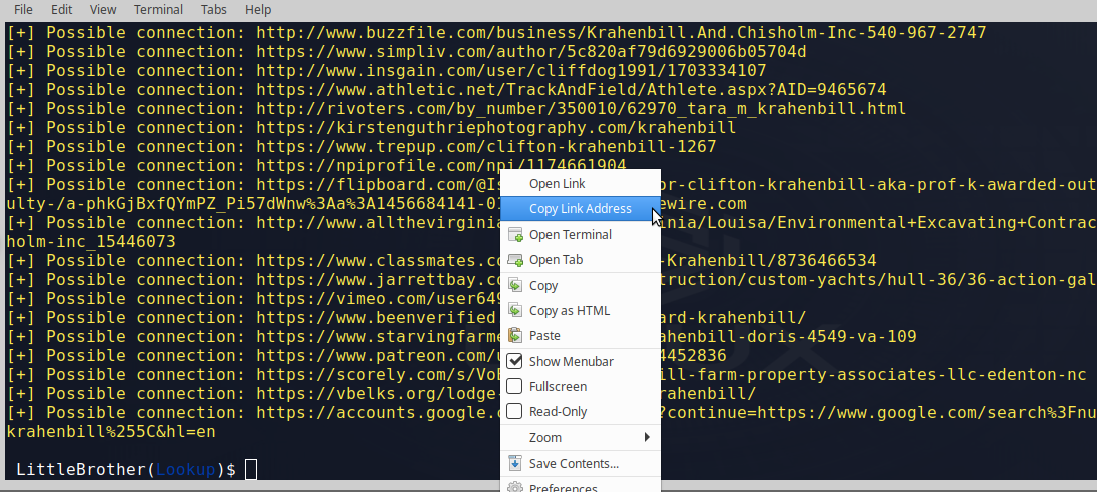 File Edit View Terminal Tabs Help
[+] Possible connection: http://www.buzzfile.com/business/Krahenbill.And.Chisholm-Inc-540-967-2747
[+] Possible connection: https://www.simpliv.com/author/5c820af79d6929006b05704d
[+] Possible connection: http://www.insgain.com/user/cliffdog1991/1703334107
[+] Possible connection: https://www.athletic.net/TrackAndField/Athlete.aspx?AID=9465674
[+] Possible connection: http://rivoters.com/by_number/350010/62970_tara_m_krahenbill.html
[+] Possible connection: https://kirstenguthriephotography.com/krahenbill
[+] Possible connection: https://www.trepup.com/clifton-krahenbill-1267
[+] Possible connection: https://npiprofile.com/npi/1174661904
[+] Possible connection: https://flipboard.com/@Is or-clifton-krahenbill-aka-prof-k-awarded-out
Open Link
ulty-/a-phkGjBxfQYmPZ_Pi57dWnw%3Aa%3A1456684141-01 ewire.com
Copy Link Address
[+] Possible connection: http://www.allthevirginia inia/Louisa/Environmental+Excavating+Contrac
Open Terminal
holm-inc_15446073
[+] Possible connection: https://www.classmates.co -Krahenbill/8736466534
Open Tab
[+] Possible connection: https://www.jarrettbay.co truction/custom-yachts/hull-36/36-action-gal
Copy
[+] Possible connection: https://vimeo.com/user649
Copy as HTML
[+] Possible connection: https://www.beenverified ard-krahenbill/
[+] Possible connection: https://www.starvingfarme ahenbill-doris-4549-va-109
Paste
[+] Possible connection: https://www.patreon.com/u 4452836
Show Menubar
[+] Possible connection: https://scorely.com/s/Vo ill-farm-property-associates-llc-edenton-nc
Fullscreen
[+] Possible connection: https://vbelks.org/lodge- krahenbill/
Read-Only
[+] Possible connection: https://accounts.google.c ?continue=https://www.google.com/search%3Fnu
krahenbill%255C&hl=en
Zoom
LittleBrother(Lookup)$
Save Contents...
Preferences